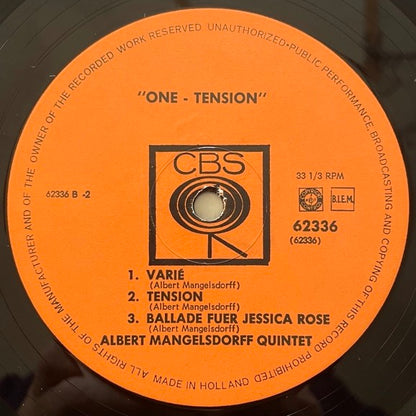 ALL RIGHTS OF THE MANUFACTURER AND OF THE OWNER OF THE RECORDED WORK RESERVED UNAUTHORIZED·PUBLIC PERFORMANCE, BROADCASTING AND COPYING OF THIS RECORD PROHIBITED
"ONE - TENSION"
CBS
62336 B -2
33 1/3 RPM
B.I.E.M.
62336
(62336)
1. VARIÉ
(Albert Mangelsdorff)
2. TENSION
(Albert Mangelsdorff)
3. BALLADE FUER JESSICA ROSE
(Albert Mangelsdorff)
ALBERT MANGELSDORFF QUINTET
MADE IN HOLLAND